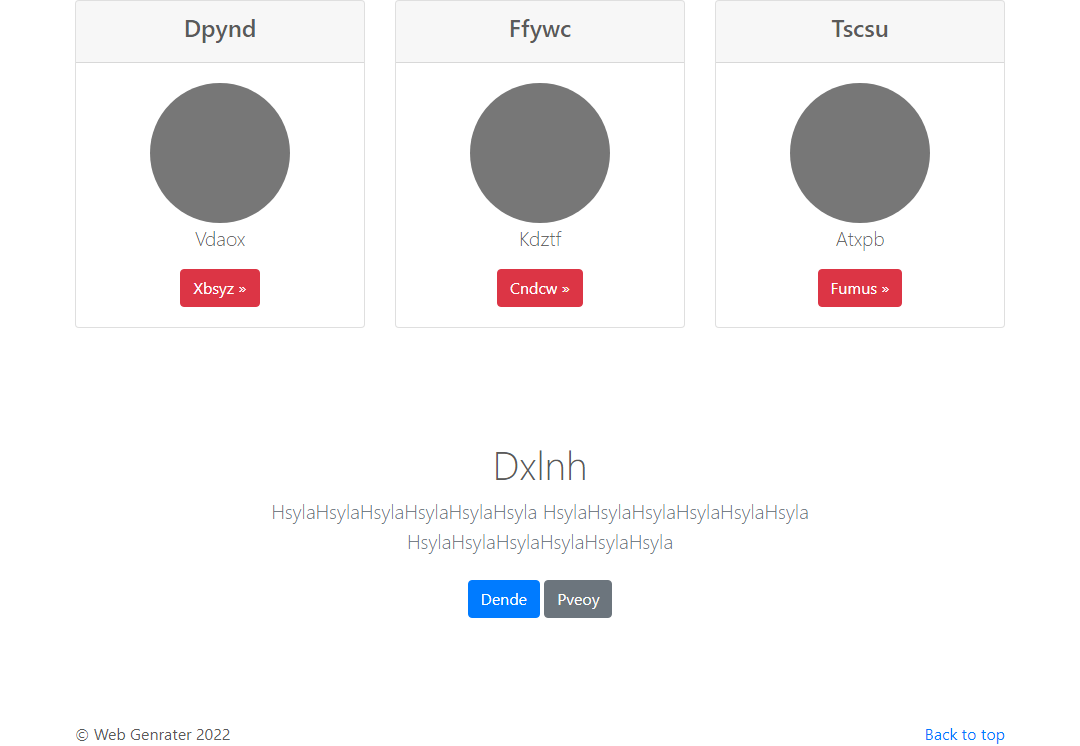 Dpynd
Ffywc
Tscsu
Vdaox
Kdztf
Atxpb
Xbsyz »
Cndcw »
Fumus »
Dxlnh
HsylaHsylaHsylaHsylaHsylaHsyla HsylaHsylaHsylaHsylaHsylaHsyla
HsylaHsylaHsylaHsylaHsylaHsyla
Dende Pveoy
© Web Genrater 2022
Back to top